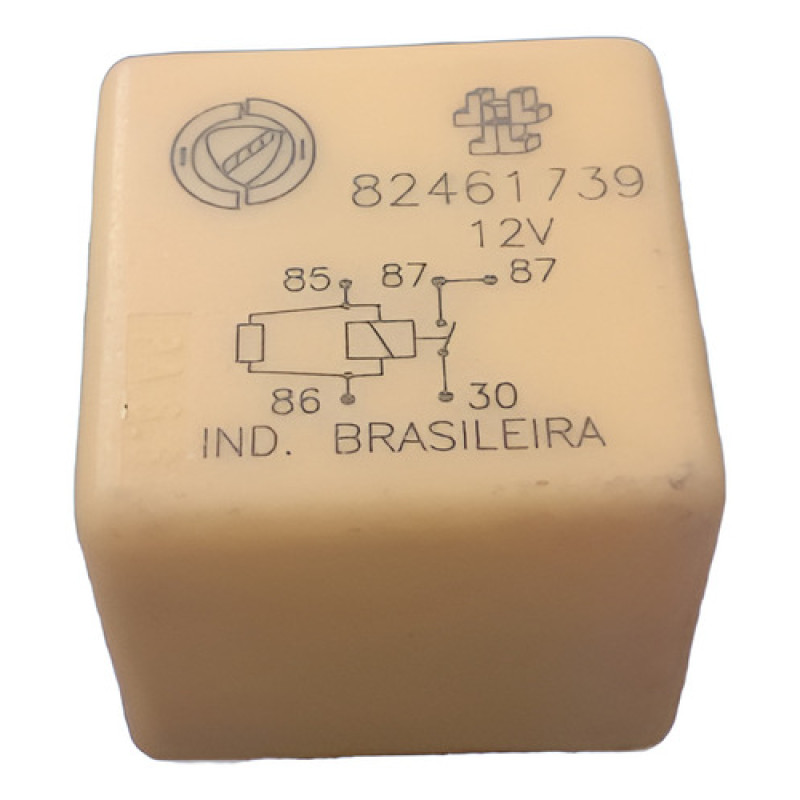 82461739
12V
85 87 87
86 30
IND. BRASILEIRA